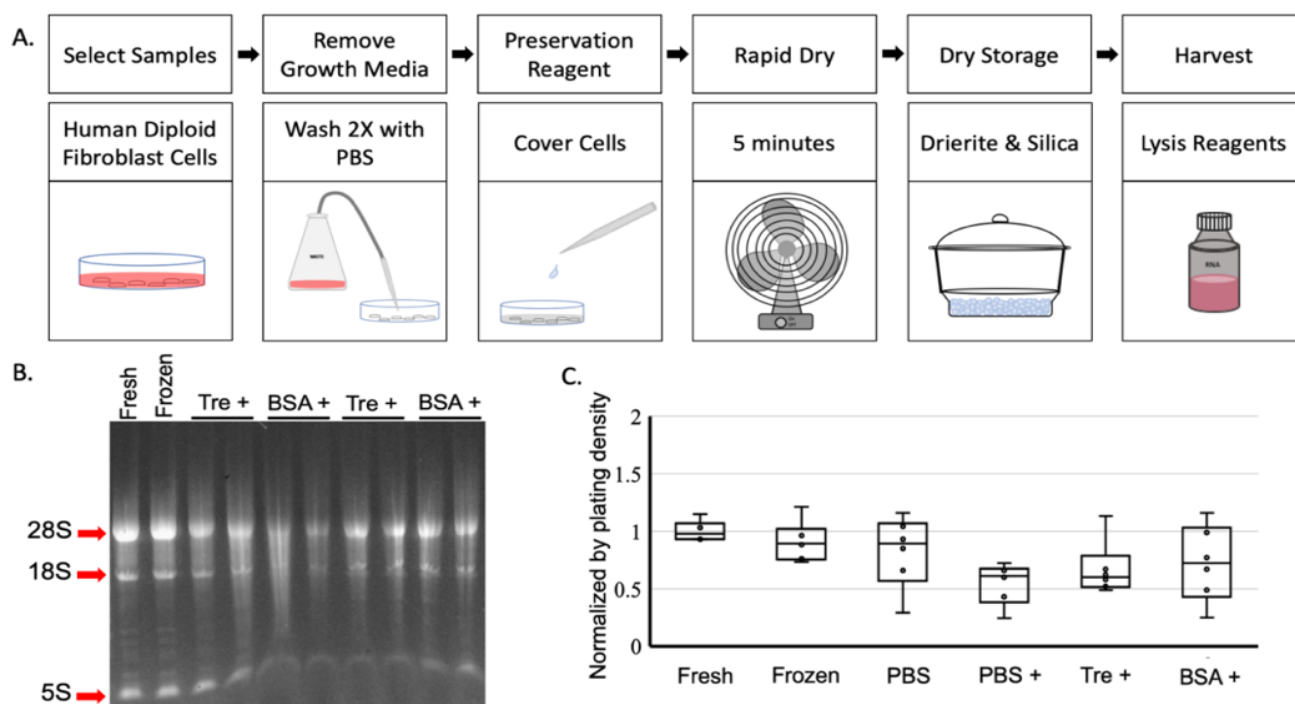 A.
Select Samples
Remove
Growth Media
Preservation
Reagent
Rapid Dry
Dry Storage
Harvest
Human Diploid
Fibroblast Cells
Wash 2X with
PBS
Cover Cells
5 minutes
Drierite & Silica
Lysis Reagents
WASTE
ON
OFF
RNA
B.
Fresh
Frozen
Tre +
BSA +
Tre +
BSA +
28S
18S
5S
C.
Normalized by plating density
2
1.5
1
0.5
0
Fresh
Frozen
PBS
PBS +
Tre +
BSA +